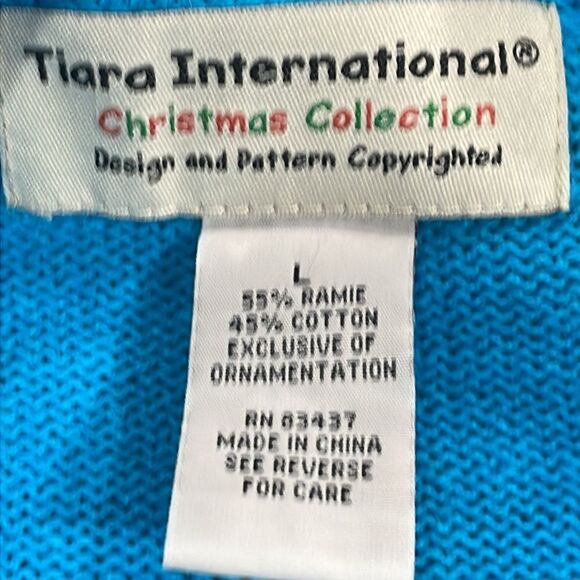 Tiara International®
Christmas Collection
Design and Pattern Copyrighted
L
55% RAMIE
45% COTTON
EXCLUSIVE OF
ORNAMENTATION
RN 83437
MADE IN CHINA
SEE REVERSE
FOR CARE